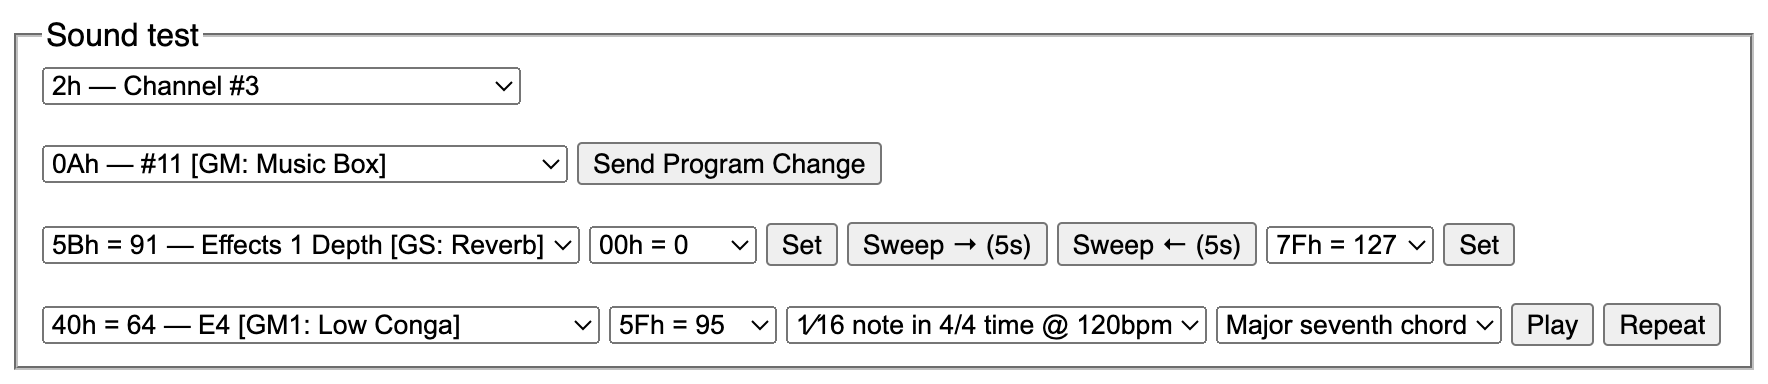 Sound test
2h — Channel #3
0Ah — #11 [GM: Music Box] Send Program Change
5Bh = 91 — Effects 1 Depth [GS: Reverb] 00h = 0 Set Sweep → (5s) Sweep ← (5s) 7Fh = 127 Set
40h = 64 — E4 [GM1: Low Conga] 5Fh = 95 1⁄16 note in 4/4 time @ 120bpm Major seventh chord Play Repeat